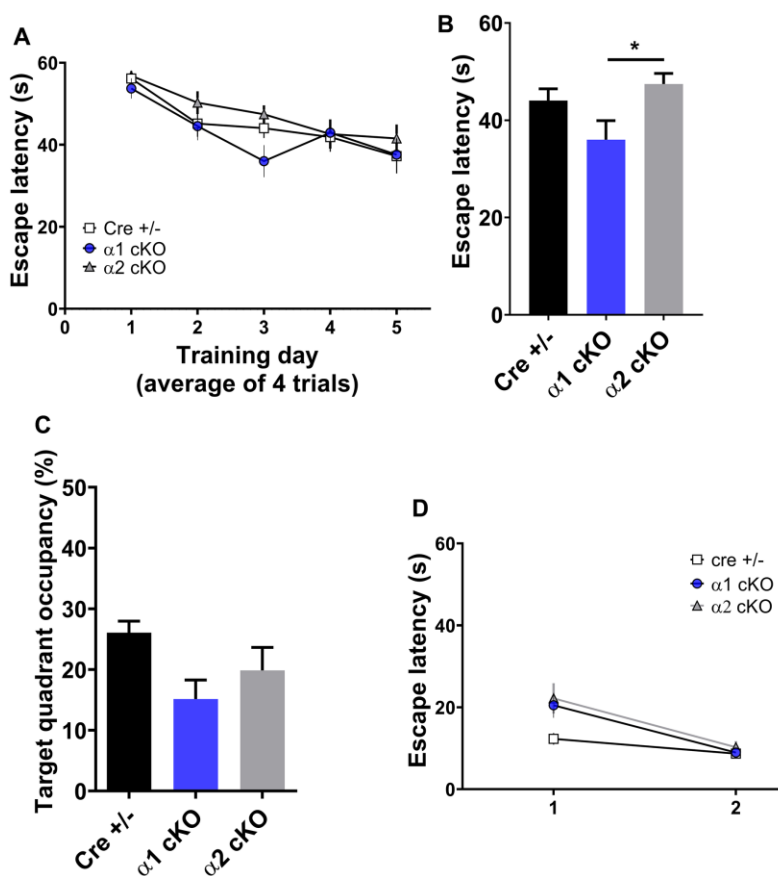 A
Escape latency (s)
60
40
20
0
Cre +/-
α1 cKO
α2 cKO
0
1
2
3
4
5
Training day
(average of 4 trials)
B
Escape latency (s)
60
40
20
0
*
Cre +/-
α1 cKO
α2 cKO
C
Target quadrant occupancy (%)
50
40
30
20
10
0
Cre +/-
α1 cKO
α2 cKO
D
Escape latency (s)
60
40
20
0
cre +/-
α1 cKO
α2 cKO
1
2